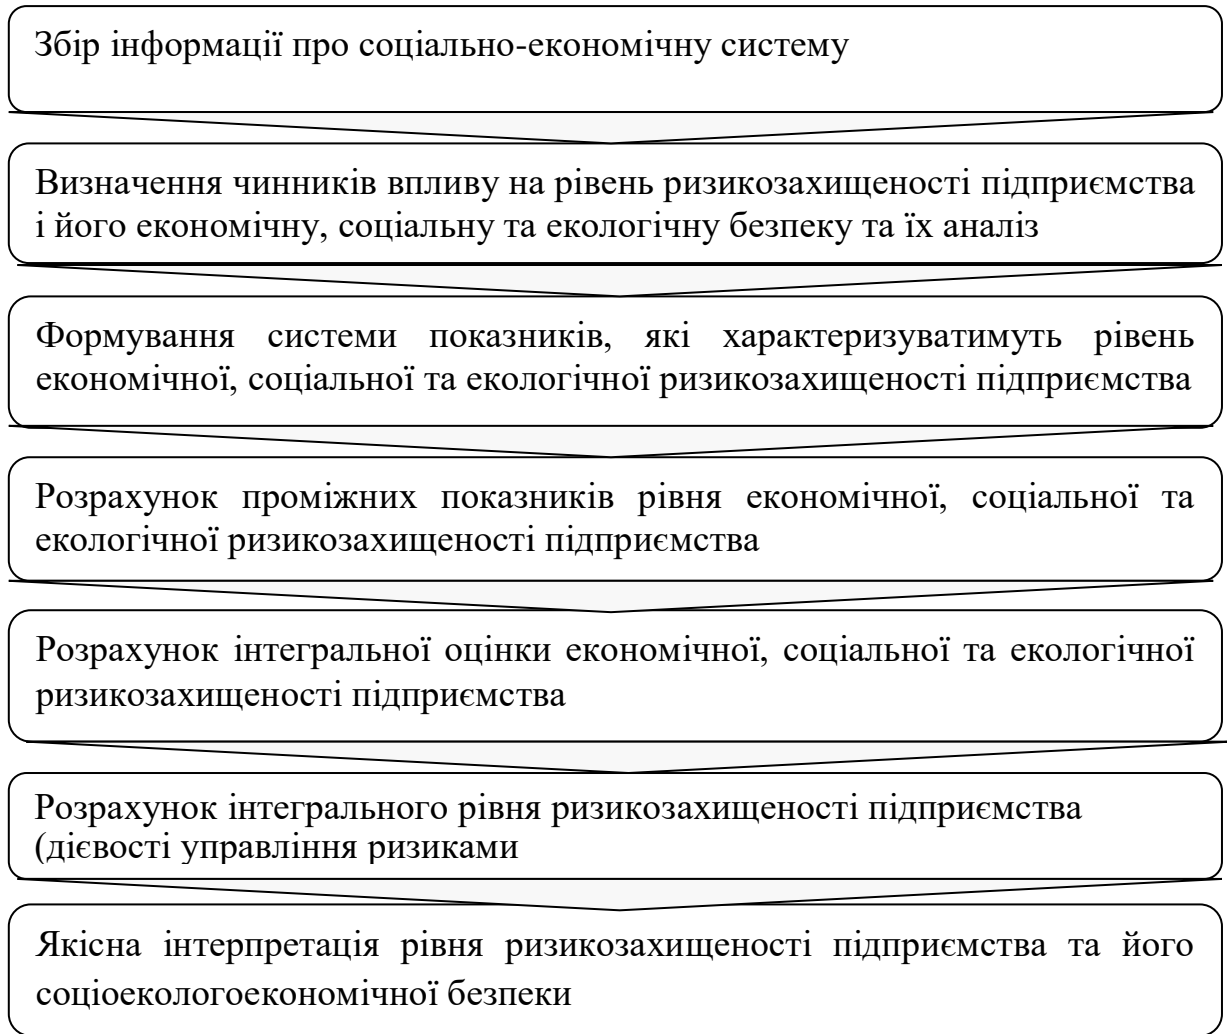 Збір інформації про соціально-економічну систему
Визначення чинників впливу на рівень ризикозахищеності підприємства
і його економічну, соціальну та екологічну безпеку та їх аналіз
Формування системи показників, які характеризуватимуть рівень
економічної, соціальної та екологічної ризикозахищеності підприємства
Розрахунок проміжних показників рівня економічної, соціальної та
екологічної ризикозахищеності підприємства
Розрахунок інтегральної оцінки економічної, соціальної та екологічної
ризикозахищеності підприємства
Розрахунок інтегрального рівня ризикозахищеності підприємства
(дієвості управління ризиками
Якісна інтерпретація рівня ризикозахищеності підприємства та його
соціоекологоекономічної безпеки